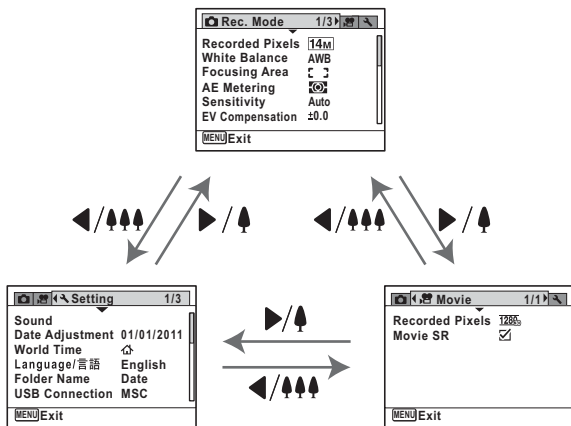 Rec. Mode 1/3
Recorded Pixels 14M
White Balance AWB
Focusing Area
AE Metering
Sensitivity Auto
EV Compensation ±0.0
MENU Exit
/ / / /
Setting 1/3
Sound
Date Adjustment 01/01/2011
World Time
Language/言語 English
Folder Name Date
USB Connection MSC
MENU Exit
/
/
Movie 1/1
Recorded Pixels 1280
Movie SR
MENU Exit